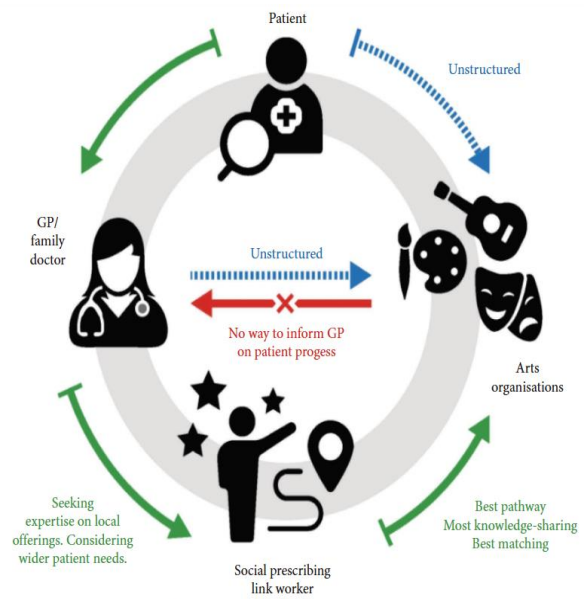 Patient
Unstructured
GP/
family
doctor
Unstructured
No way to inform GP
on patient progess
Arts
organisations
Seeking
expertise on local
offerings. Considering
wider patient needs.
Best pathway
Most knowledge-sharing
Best matching
Social prescribing
link worker